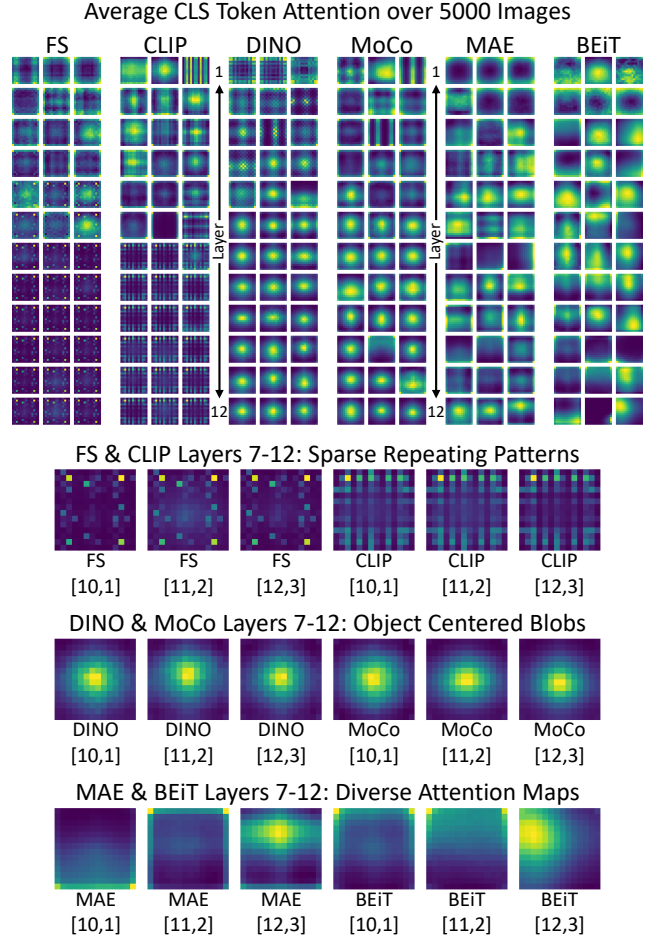 Average CLS Token Attention over 5000 Images
FS CLIP DINO MoCo MAE BEiT
1 1
Layer Layer
12 12
FS & CLIP Layers 7-12: Sparse Repeating Patterns
FS FS FS CLIP CLIP CLIP
[10,1] [11,2] [12,3] [10,1] [11,2] [12,3]
DINO & MoCo Layers 7-12: Object Centered Blobs
DINO DINO DINO MoCo MoCo MoCo
[10,1] [11,2] [12,3] [10,1] [11,2] [12,3]
MAE & BEiT Layers 7-12: Diverse Attention Maps
MAE MAE MAE BEiT BEiT BEiT
[10,1] [11,2] [12,3] [10,1] [11,2] [12,3]